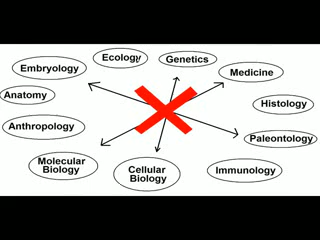 Ecology
Genetics
Embryology
Medicine
Anatomy
Histology
Anthropology
Paleontology
Molecular
Biology
Cellular
Biology
Immunology